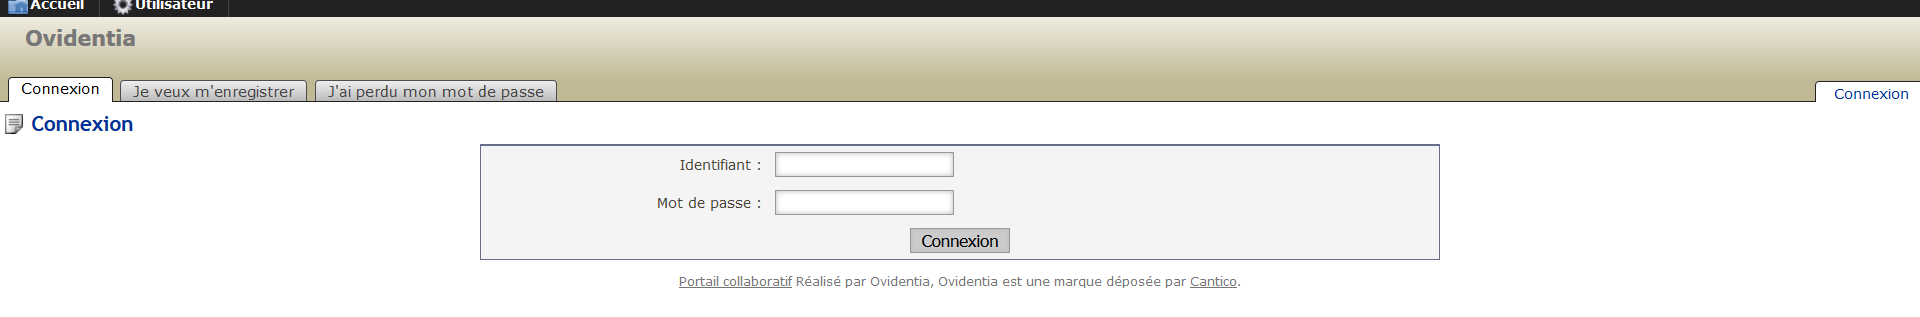 Accueil Utilisateur
Ovidentia
Connexion Je veux m'enregistrer J'ai perdu mon mot de passe Connexion
Connexion
Identifiant :
Mot de passe :
Connexion
Portail collaboratif Réalisé par Ovidentia, Ovidentia est une marque déposée par Cantico.